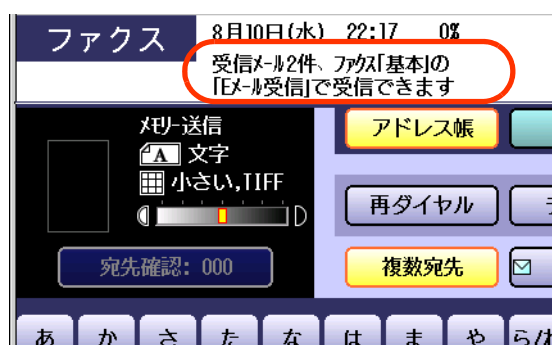 ファクス
8月10日(水) 22:17 0%
受信ﾒｰﾙ2件、ﾌｧｸｽ｢基本｣の
｢Eﾒｰﾙ受信｣で受信できます
ﾒﾓﾘｰ送信
A 文字
小さい,TIFF
アドレス帳
再ダイヤル
宛先確認: 000
複数宛先
あ か さ た な は ま や